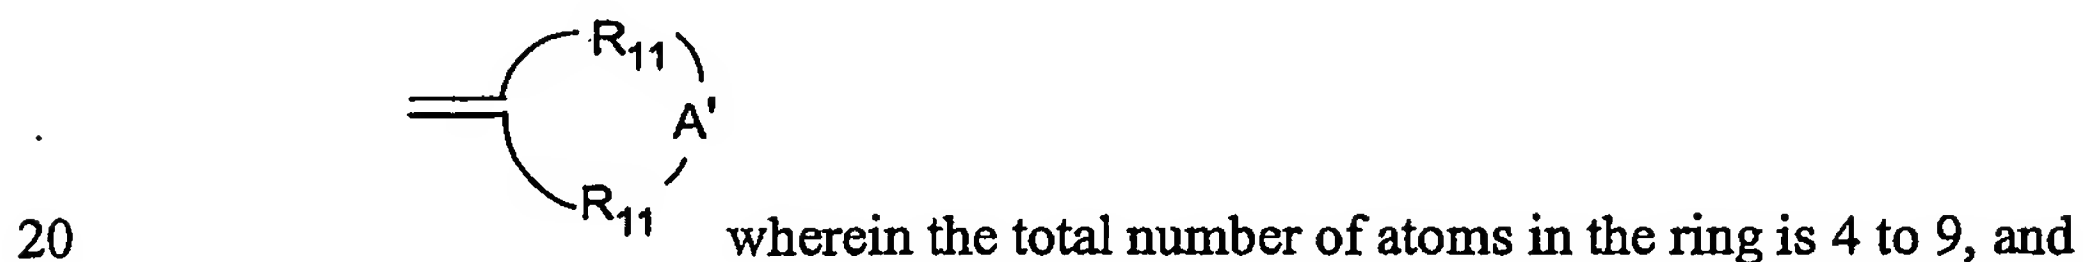 R11
A'
R11
20 wherein the total number of atoms in the ring is 4 to 9, and